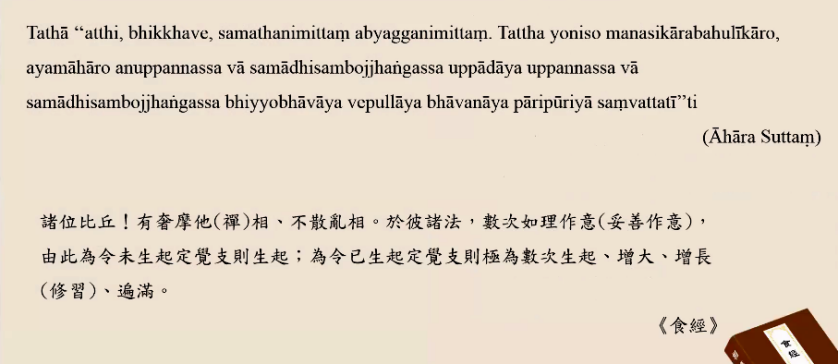 Tathā “atthi, bhikkhave, samathanimittaṃ abyagganimittaṃ. Tattha yoniso manasikārabahulīkāro,
ayamāhāro anuppannassa vā samādhisambojjhaṅgassa uppādāya uppannassa vā
samādhisambojjhaṅgassa bhiyyobhāvāya vepullāya bhāvanāya pāripūriyā saṃvattatī”ti
(Āhāra Suttaṃ)
諸位比丘！有奢摩他(禪)相、不散亂相。於彼諸法，數次如理作意(妥善作意)，
由此為令未生起定覺支則生起；為令已生起定覺支則極為數次生起、增大、增長
(修習)、遍滿。
《食經》
食經